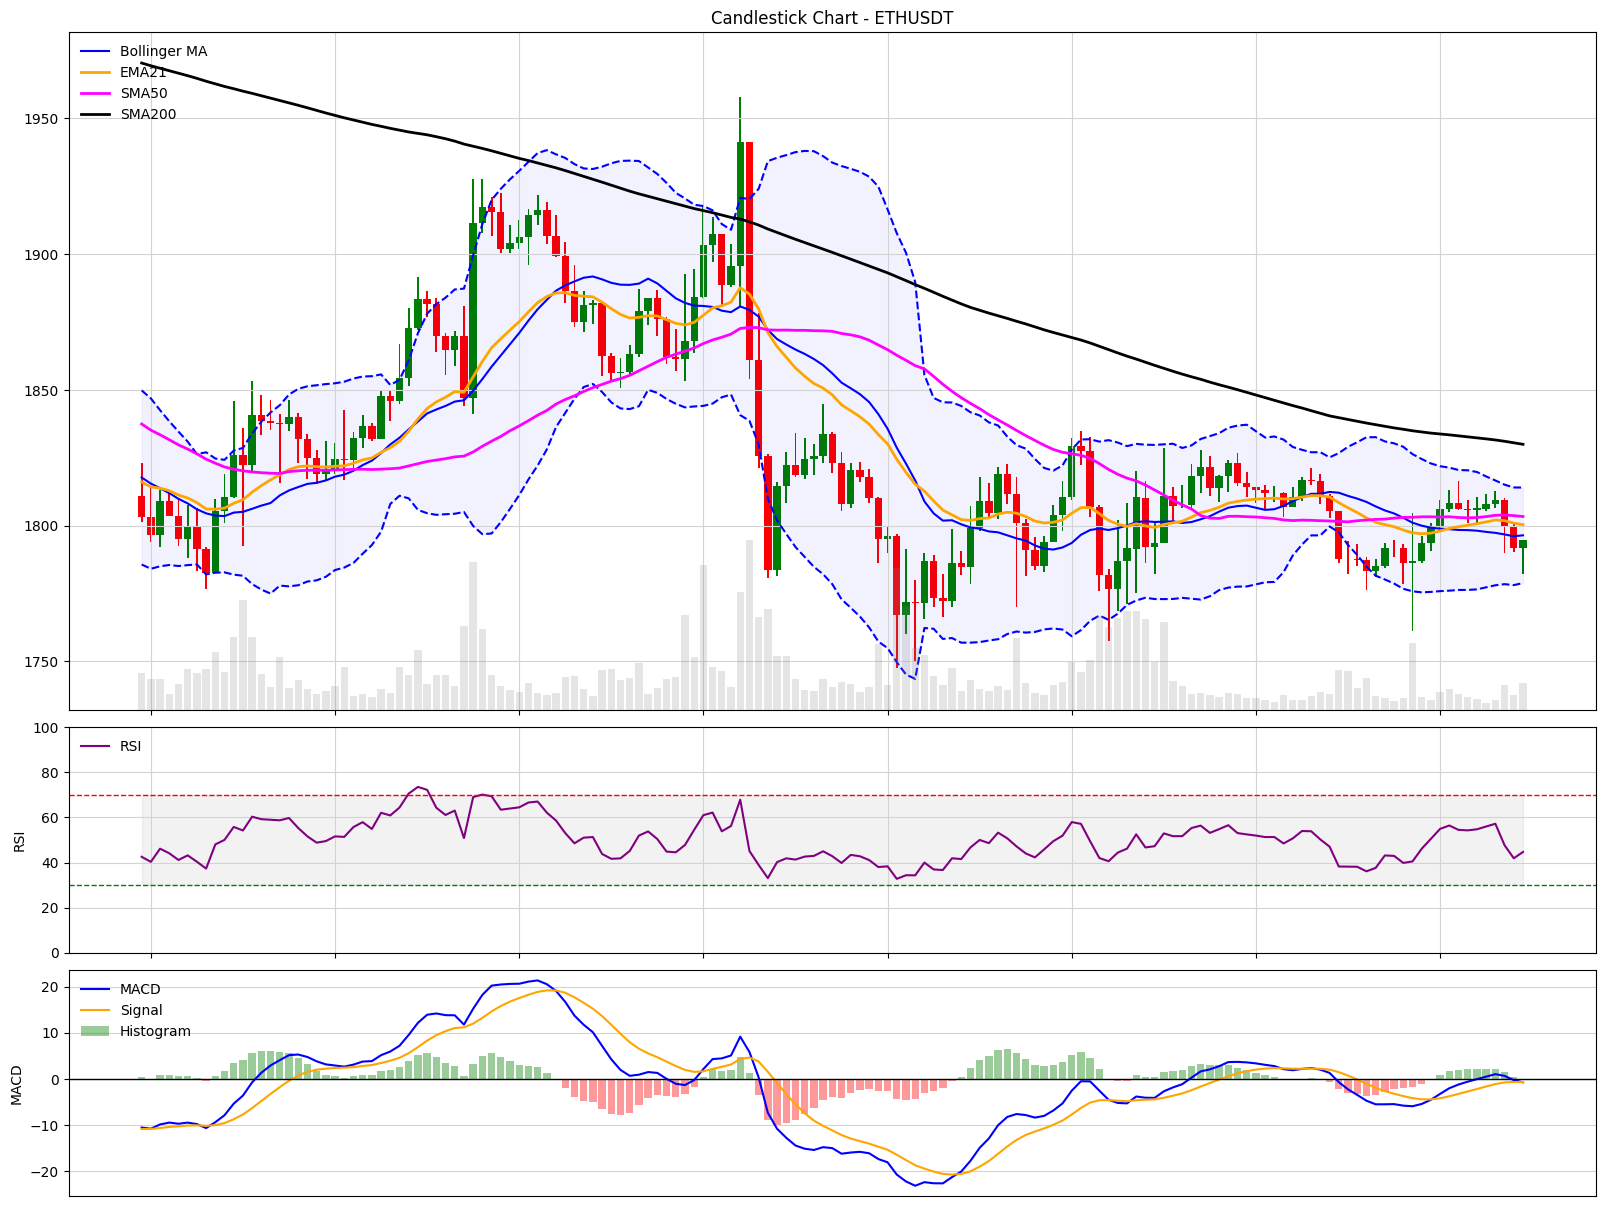 Candlestick Chart - ETHUSDT
Bollinger MA
EMA21
SMA50
SMA200
1950
1900
1850
1800
1750
RSI
100
80
60
40
20
0
RSI
MACD
Signal
Histogram
20
10
0
−10
−20
MACD